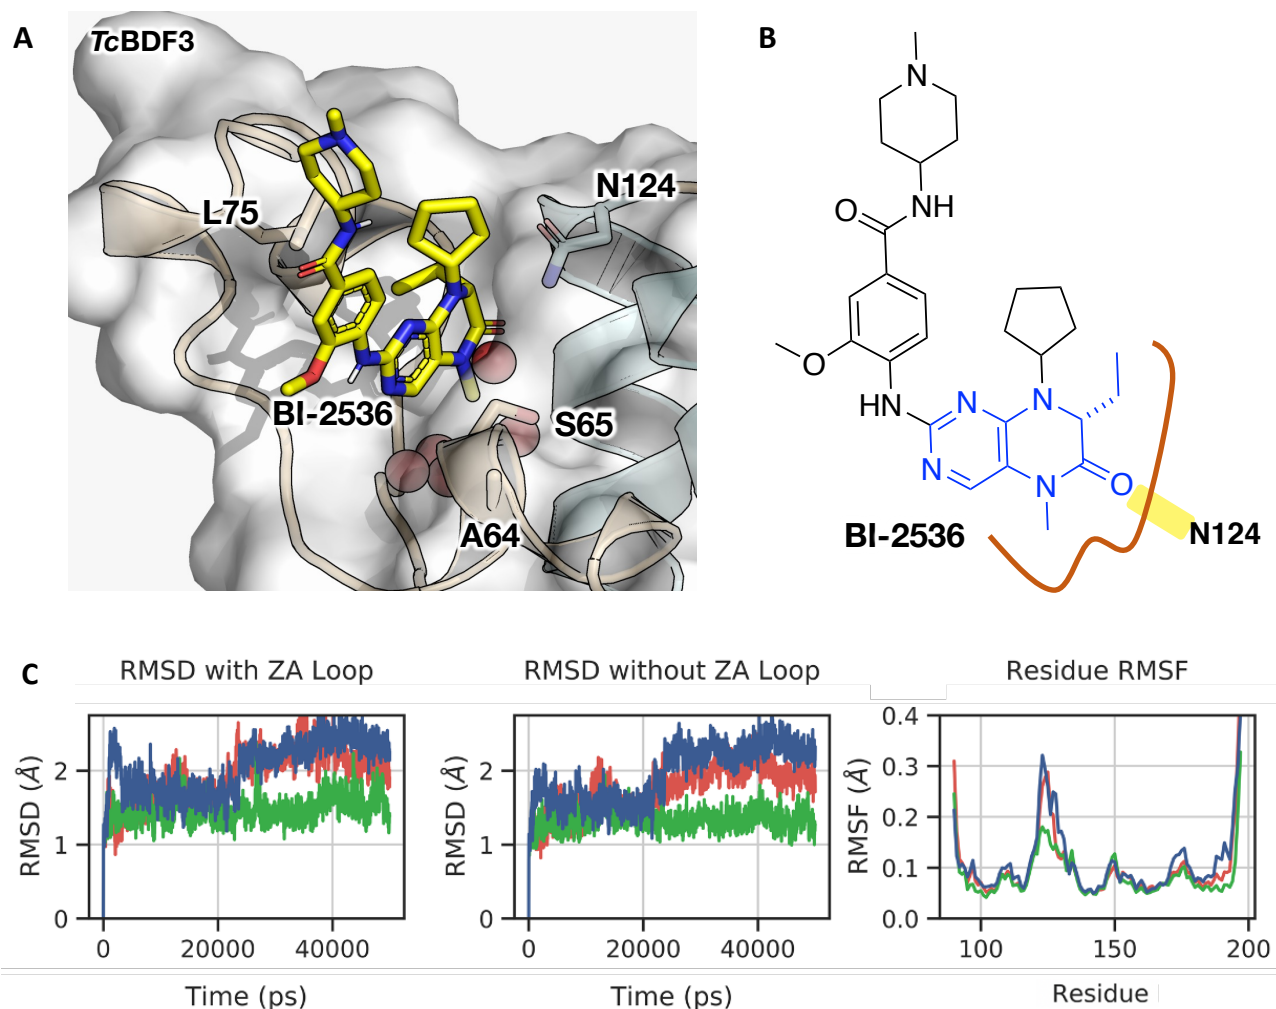 A
TcBDF3
L75
N124
BI-2536
S65
A64
B
N
O
NH
O
HN
N
N
N
N
O
BI-2536
N124
C
RMSD with ZA Loop
RMSD without ZA Loop
Residue RMSF
RMSD (Å)
2
1
0
0
20000
40000
Time (ps)
RMSD (Å)
2
1
0
0
20000
40000
Time (ps)
RMSF (Å)
0.4
0.3
0.2
0.1
0.0
100
150
200
Residue